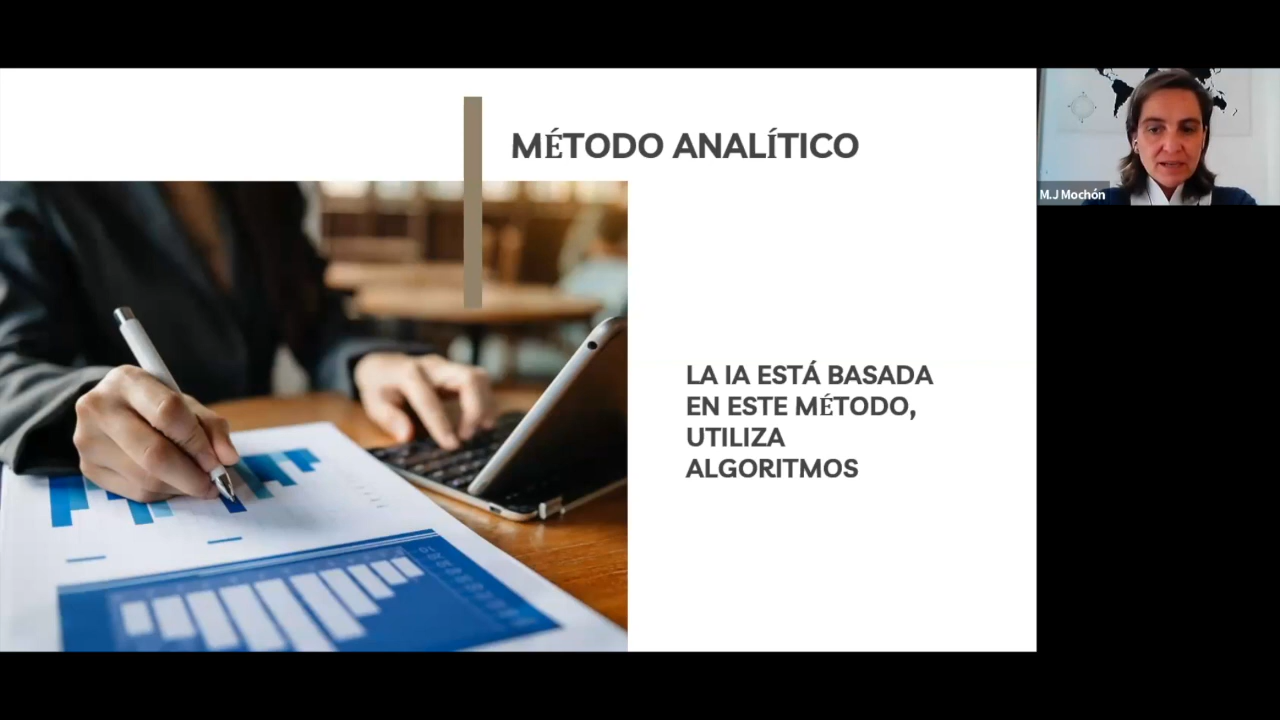 MÉTODO ANALÍTICO
M.J Mochón
LA IA ESTÁ BASADA
EN ESTE MÉTODO,
UTILIZA
ALGORITMOS